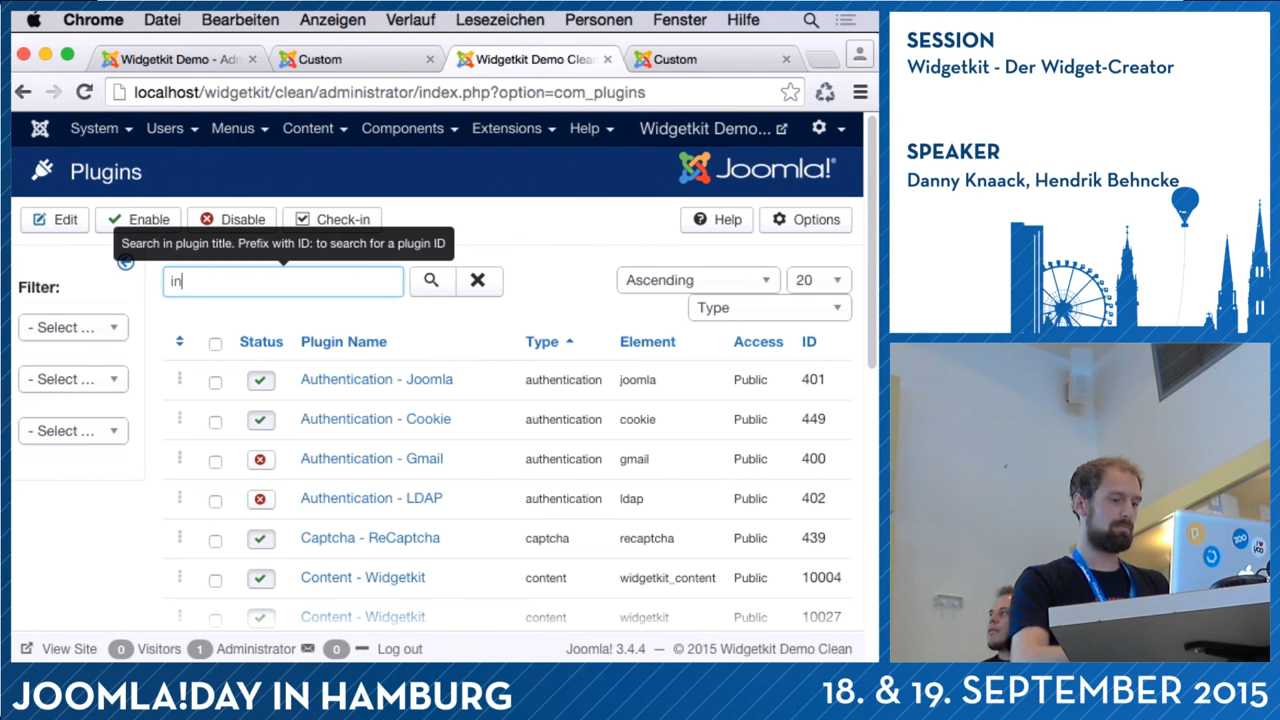 Chrome Datei Bearbeiten Anzeigen Verlauf Lesezeichen Personen Fenster Hilfe
Widgetkit Demo - Adm
Custom
Widgetkit Demo Clean
Custom
localhost/widgetkit/clean/administrator/index.php?option=com_plugins
System Users Menus Content Components Extensions Help Widgetkit Demo...
Plugins
Joomla!
Edit Enable Disable Check-in Help Options
Search in plugin title. Prefix with ID: to search for a plugin ID
Filter:
in
Ascending 20
Type
- Select ...
- Select ...
- Select ...
Status Plugin Name Type Element Access ID
Authentication - Joomla authentication joomla Public 401
Authentication - Cookie authentication cookie Public 449
Authentication - Gmail authentication gmail Public 400
Authentication - LDAP authentication ldap Public 402
Captcha - ReCaptcha captcha recaptcha Public 439
Content - Widgetkit content widgetkit_content Public 10004
Content - Widgetkit content widgetkit Public 10027
View Site 0 Visitors 1 Administrator 0 Log out Joomla! 3.4.4 — © 2015 Widgetkit Demo Clean
SESSION
Widgetkit - Der Widget-Creator
SPEAKER
Danny Knaack, Hendrik Behncke
JOOMLA!DAY IN HAMBURG
18. & 19. SEPTEMBER 2015